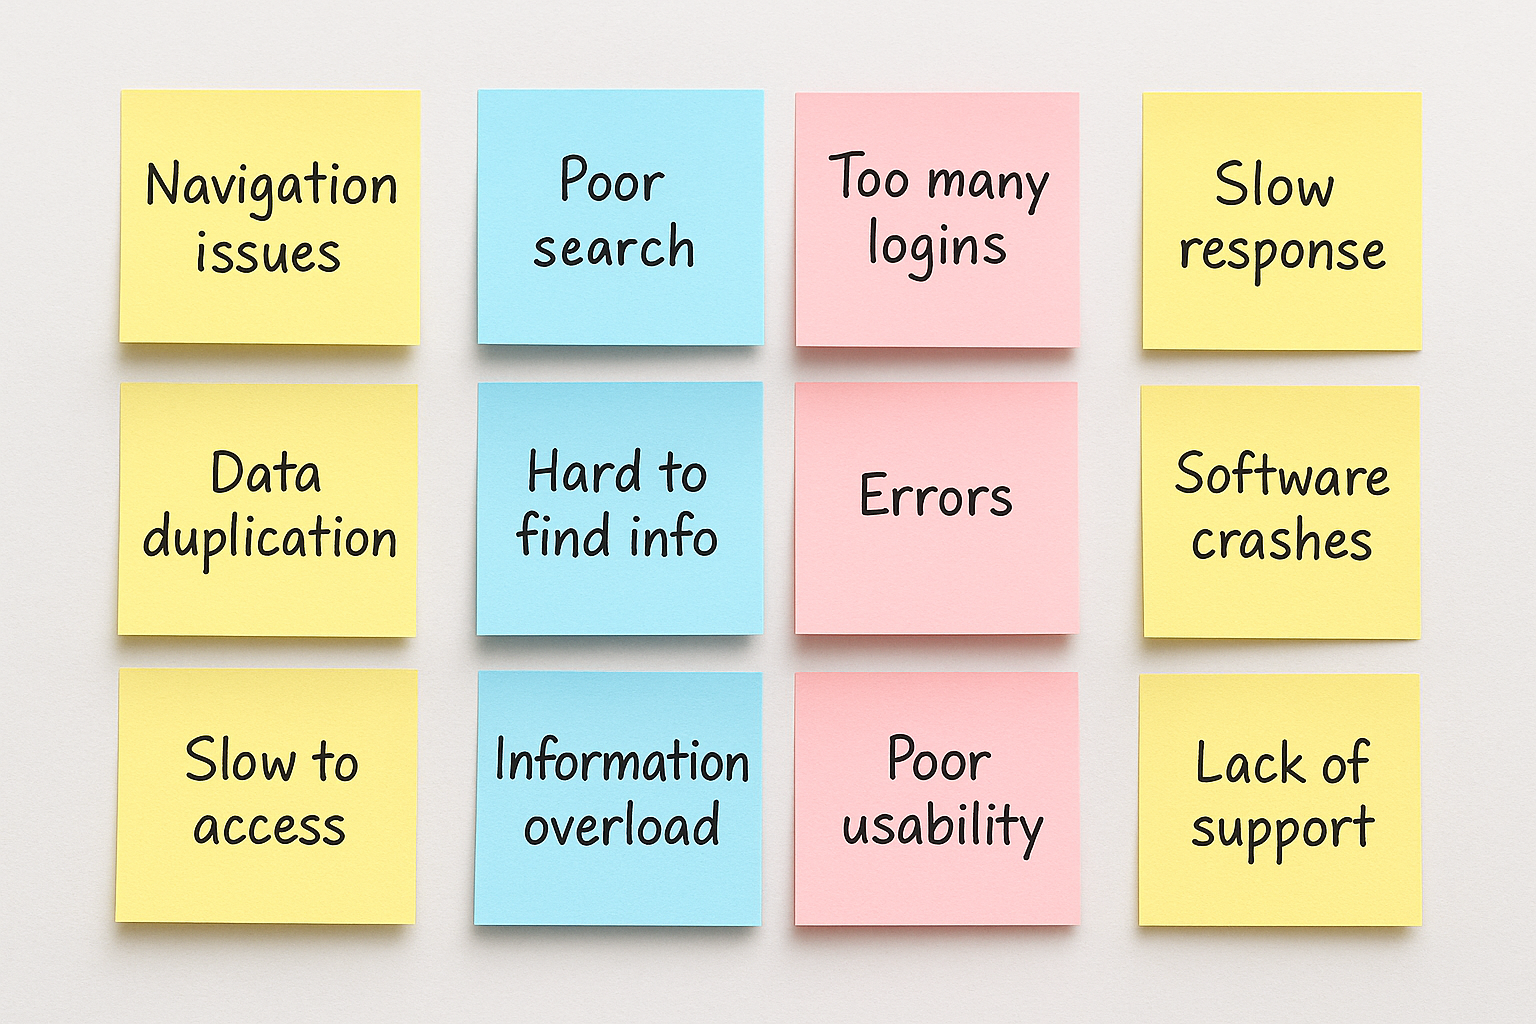 Navigation
issues
Poor
search
Too many
logins
Slow
response
Data
duplication
Hard to
find info
Errors
Software
crashes
Slow to
access
Information
overload
Poor
usability
Lack of
support